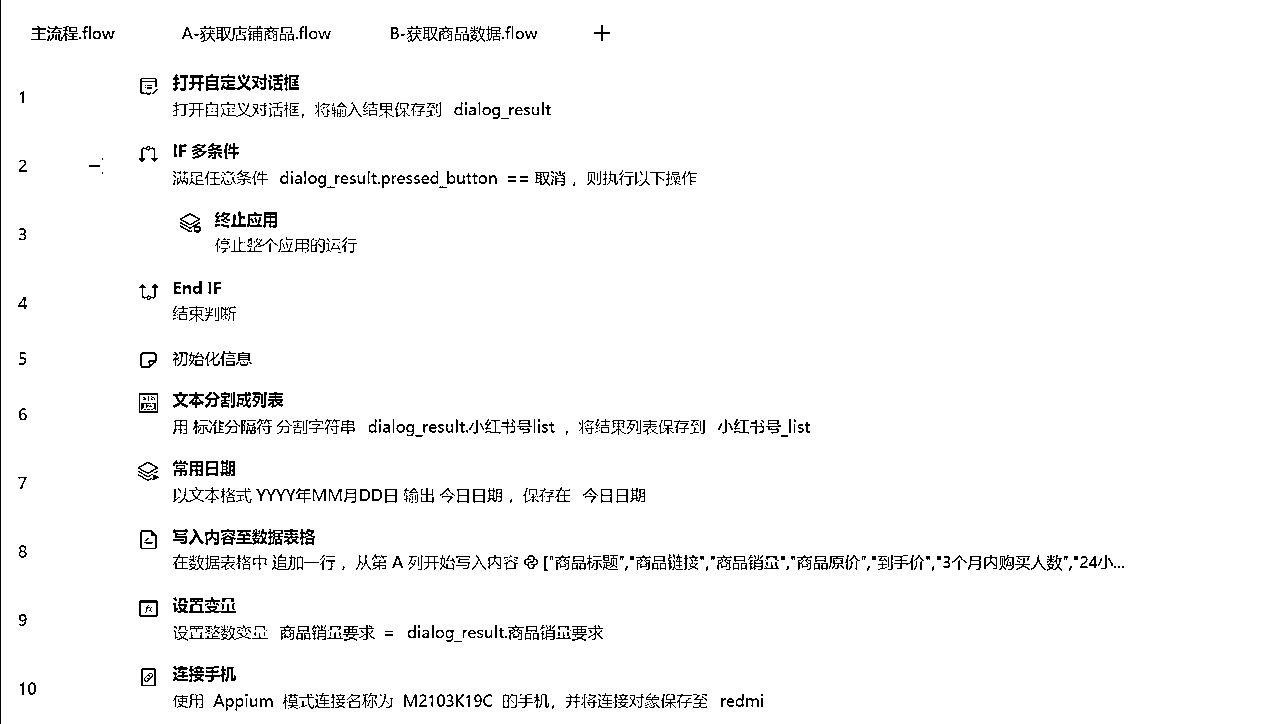 主流程.flow A-获取店铺商品.flow B-获取商品数据.flow +
打开自定义对话框
1
打开自定义对话框，将输入结果保存到 dialog_result
IF 多条件
2
满足任意条件 dialog_result.pressed_button == 取消 ，则执行以下操作
终止应用
3
停止整个应用的运行
End IF
4
结束判断
5 初始化信息
文本分割成列表
6
用 标准分隔符 分割字符串 dialog_result.小红书号list ，将结果列表保存到 小红书号_list
常用日期
7
以文本格式 YYYY年MM月DD日 输出 今日日期 ，保存在 今日日期
写入内容至数据表格
8
在数据表格中 追加一行 ，从第 A 列开始写入内容 ["商品标题","商品链接","商品销量","商品原价","到手价","3个月内购买人数","24小...
设置变量
9
设置整数变量 商品销量要求 = dialog_result.商品销量要求
连接手机
10
使用 Appium 模式连接名称为 M2103K19C 的手机，并将连接对象保存至 redmi